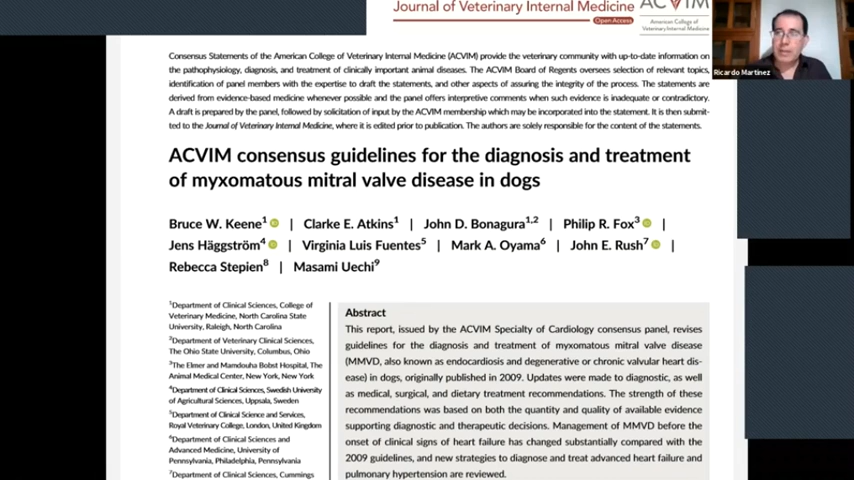 Journal of Veterinary Internal Medicine
Open Access
ACVIM
American College of
Veterinary Internal Medicine
Ricardo Martinez
Consensus Statements of the American College of Veterinary Internal Medicine (ACVIM) provide the veterinary community with up-to-date information on
the pathophysiology, diagnosis, and treatment of clinically important animal diseases. The ACVIM Board of Regents oversees selection of relevant topics,
identification of panel members with the expertise to draft the statements, and other aspects of assuring the integrity of the process. The statements are
derived from evidence-based medicine whenever possible and the panel offers interpretive comments when such evidence is inadequate or contradictory.
A draft is prepared by the panel, followed by solicitation of input by the ACVIM membership which may be incorporated into the statement. It is then submit-
ted to the Journal of Veterinary Internal Medicine, where it is edited prior to publication. The authors are solely responsible for the content of the statements.
ACVIM consensus guidelines for the diagnosis and treatment
of myxomatous mitral valve disease in dogs
Bruce W. Keene1 | Clarke E. Atkins1 | John D. Bonagura1,2 | Philip R. Fox3 |
Jens Häggström4 | Virginia Luis Fuentes5 | Mark A. Oyama6 | John E. Rush7 |
Rebecca Stepien8 | Masami Uechi9
1Department of Clinical Sciences, College of
Veterinary Medicine, North Carolina State
University, Raleigh, North Carolina
2Department of Veterinary Clinical Sciences,
The Ohio State University, Columbus, Ohio
3The Elmer and Mamdouha Bobst Hospital, The
Animal Medical Center, New York, New York
4Department of Clinical Sciences, Swedish University
of Agricultural Sciences, Uppsala, Sweden
5Department of Clinical Science and Services,
Royal Veterinary College, London, United Kingdom
6Department of Clinical Sciences and
Advanced Medicine, University of
Pennsylvania, Philadelphia, Pennsylvania
7Department of Clinical Sciences, Cummings
Abstract
This report, issued by the ACVIM Specialty of Cardiology consensus panel, revises
guidelines for the diagnosis and treatment of myxomatous mitral valve disease
(MMVD, also known as endocardiosis and degenerative or chronic valvular heart dis-
ease) in dogs, originally published in 2009. Updates were made to diagnostic, as well
as medical, surgical, and dietary treatment recommendations. The strength of these
recommendations was based on both the quantity and quality of available evidence
supporting diagnostic and therapeutic decisions. Management of MMVD before the
onset of clinical signs of heart failure has changed substantially compared with the
2009 guidelines, and new strategies to diagnose and treat advanced heart failure and
pulmonary hypertension are reviewed.